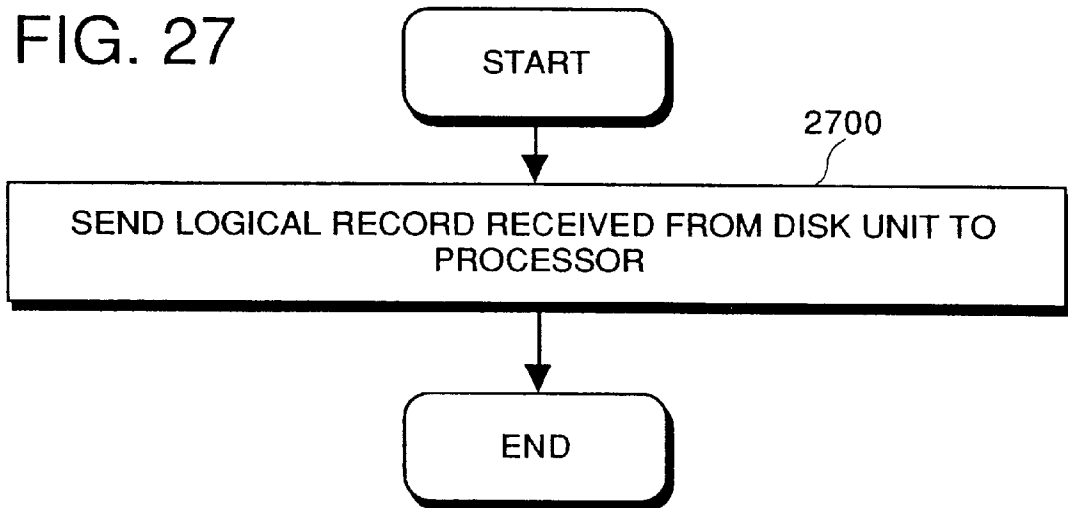 FIG. 27
START
2700
SEND LOGICAL RECORD RECEIVED FROM DISK UNIT TO
PROCESSOR
END